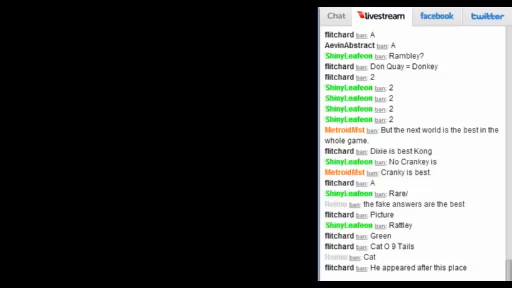 Chat livestream facebook twitter
flitchard ban: A
AevinAbstract ban: A
ShinyLeafeon ban: Rambley?
flitchard ban: Don Quay = Donkey
flitchard ban: 2
ShinyLeafeon ban: 2
ShinyLeafeon ban: 2
ShinyLeafeon ban: 2
ShinyLeafeon ban: 2
MetroidMst ban: But the next world is the best in the
whole game.
flitchard ban: Dixie is best Kong
ShinyLeafeon ban: No Crankey is
MetroidMst ban: Cranky is best.
flitchard ban: A
ShinyLeafeon ban: Rare/
ban: the fake answers are the best
flitchard ban: Picture
ShinyLeafeon ban: Rattley
flitchard ban: Green
flitchard ban: Cat O 9 Tails
ban: Cat
flitchard ban: He appeared after this place